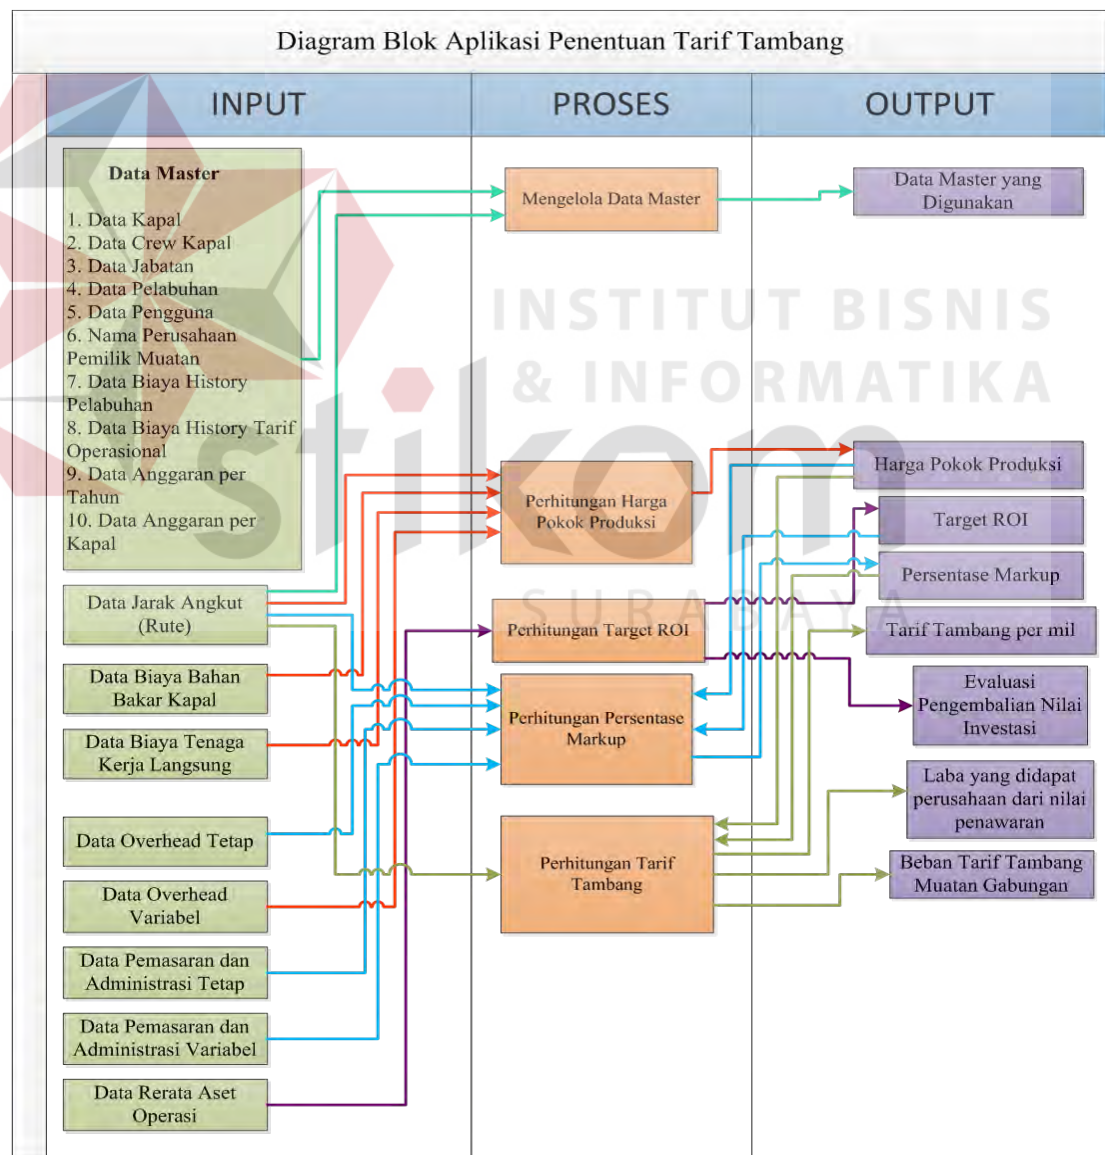 Diagram Blok Aplikasi Penentuan Tarif Tambang
INPUT
PROSES
OUTPUT
Data Master
1. Data Kapal
2. Data Crew Kapal
3. Data Jabatan
4. Data Pelabuhan
5. Data Pengguna
6. Nama Perusahaan
Pemilik Muatan
7. Data Biaya History
Pelabuhan
8. Data Biaya History Tarif
Operasional
9. Data Anggaran per
Tahun
10. Data Anggaran per
Kapal
Data Jarak Angkut
(Rute)
Data Biaya Bahan
Bakar Kapal
Data Biaya Tenaga
Kerja Langsung
Data Overhead Tetap
Data Overhead
Variabel
Data Pemasaran dan
Administrasi Tetap
Data Pemasaran dan
Administrasi Variabel
Data Rerata Aset
Operasi
Mengelola Data Master
Perhitungan Harga
Pokok Produksi
Perhitungan Target ROI
Perhitungan Persentase
Markup
Perhitungan Tarif
Tambang
Data Master yang
Digunakan
Harga Pokok Produksi
Target ROI
Persentase Markup
Tarif Tambang per mil
Evaluasi
Pengembalian Nilai
Investasi
Laba yang didapat
perusahaan dari nilai
penawaran
Beban Tarif Tambang
Muatan Gabungan
INSTITUT BISNIS
& INFORMATIKA
stikom
SURABAYA